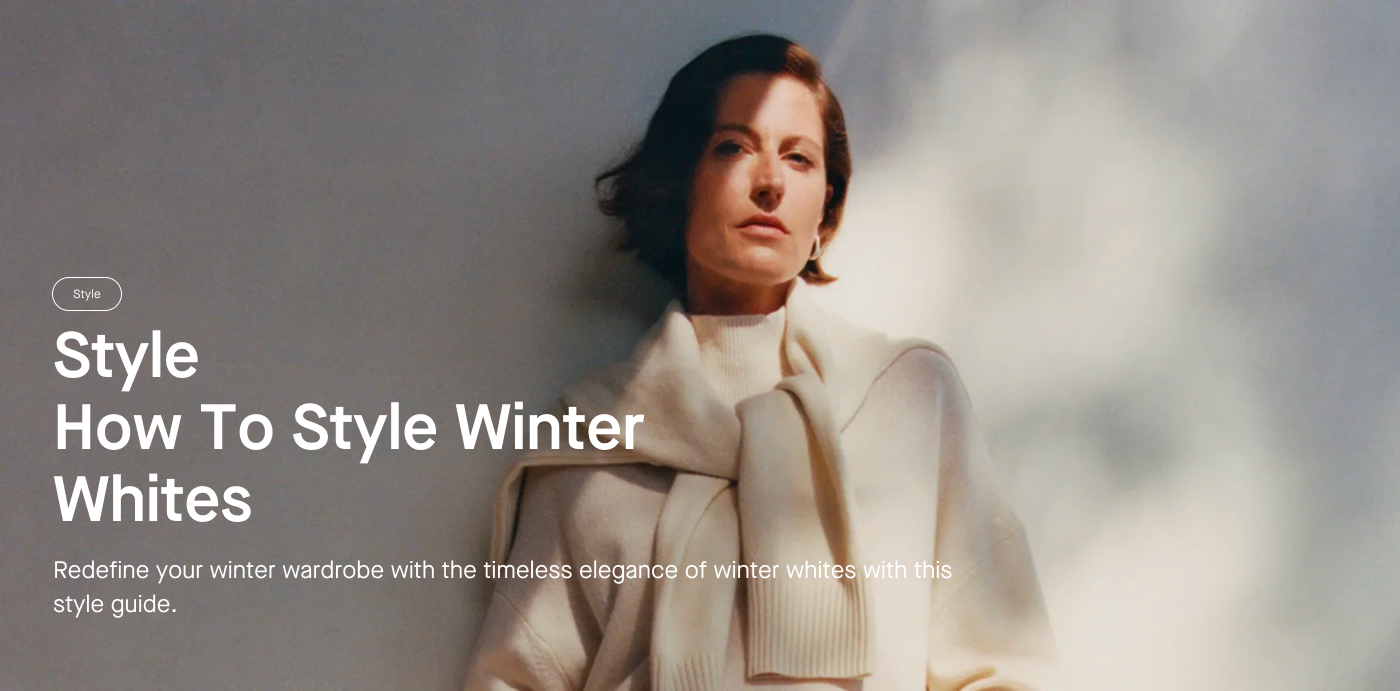 Style
Style
How To Style Winter
Whites
Redefine your winter wardrobe with the timeless elegance of winter whites with this
style guide.